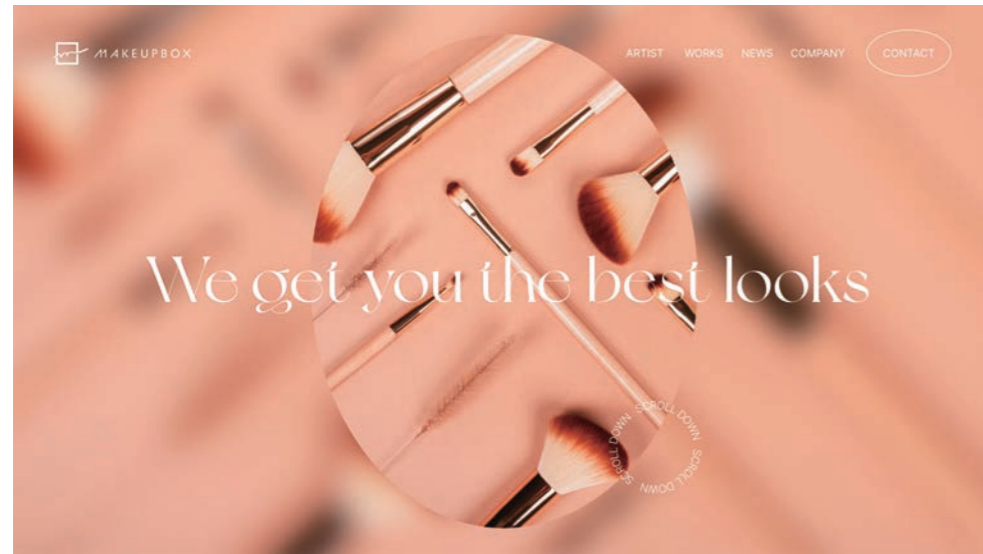 MAKEUPBOX
ARTIST WORKS NEWS COMPANY CONTACT
We get you the best looks
SCROLL DOWN SCROLL DOWN SCROLL DOWN